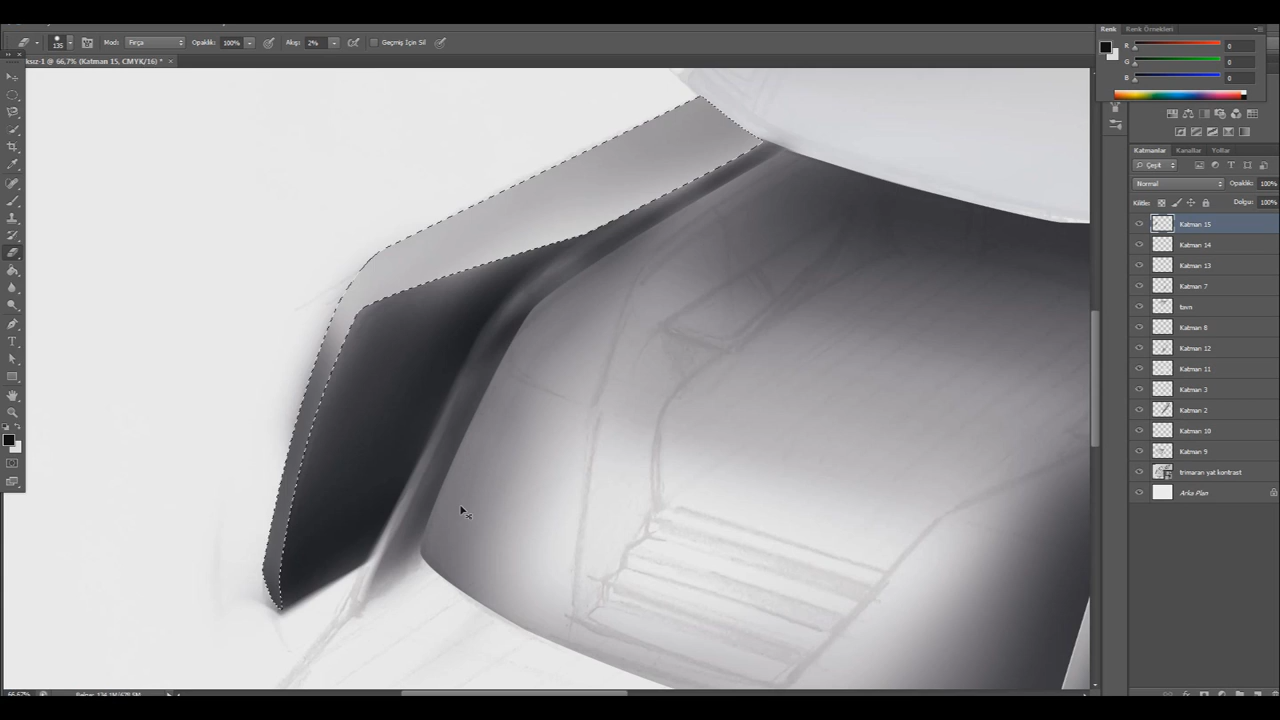 135 Mod: Fırça Opaklık: 100% Akış: 2% Geçmiş İçin Sil
ksız-1 @ 66,7% (Katman 15, CMYK/16) *
Renk Renk Örnekleri
R 0
G 0
B 0
Katmanlar Kanallar Yollar
Çeşit
Normal Opaklık: 100%
Kilitle: Dolgu: 100%
Katman 15
Katman 14
Katman 13
Katman 7
Katman 8
Katman 12
Katman 11
Katman 3
Katman 2
Katman 10
Katman 9
trimaran yat kontrast
Arka Plan